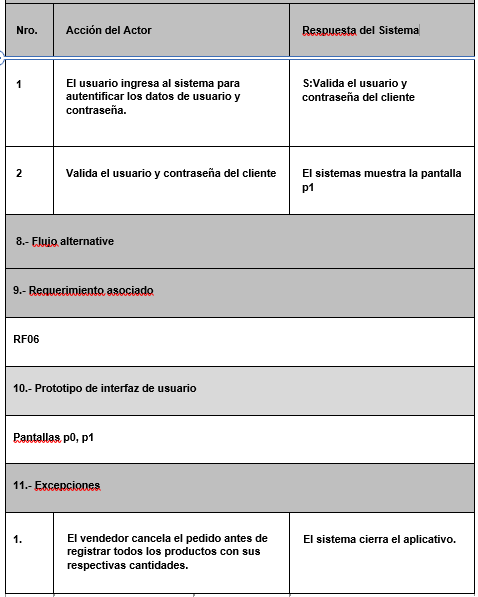 Nro. Acción del Actor Respuesta del Sistema
1 El usuario ingresa al sistema para S:Valida el usuario y
autentificar los datos de usuario y contraseña del cliente
contraseña.
2 Valida el usuario y contraseña del cliente El sistemas muestra la pantalla
p1
8.- Flujo alternative
9.- Requerimiento asociado
RF06
10.- Prototipo de interfaz de usuario
Pantallas p0, p1
11.- Excepciones
1. El vendedor cancela el pedido antes de El sistema cierra el aplicativo.
registrar todos los productos con sus
respectivas cantidades.